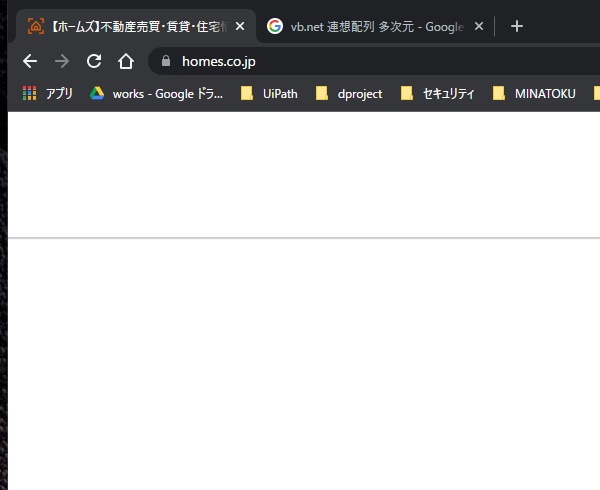 【ホームズ】不動産売買・賃貸・住宅 vb.net 連想配列 多次元 - Google
homes.co.jp
アプリ works - Google ドラ... UiPath dproject セキュリティ MINATOKU